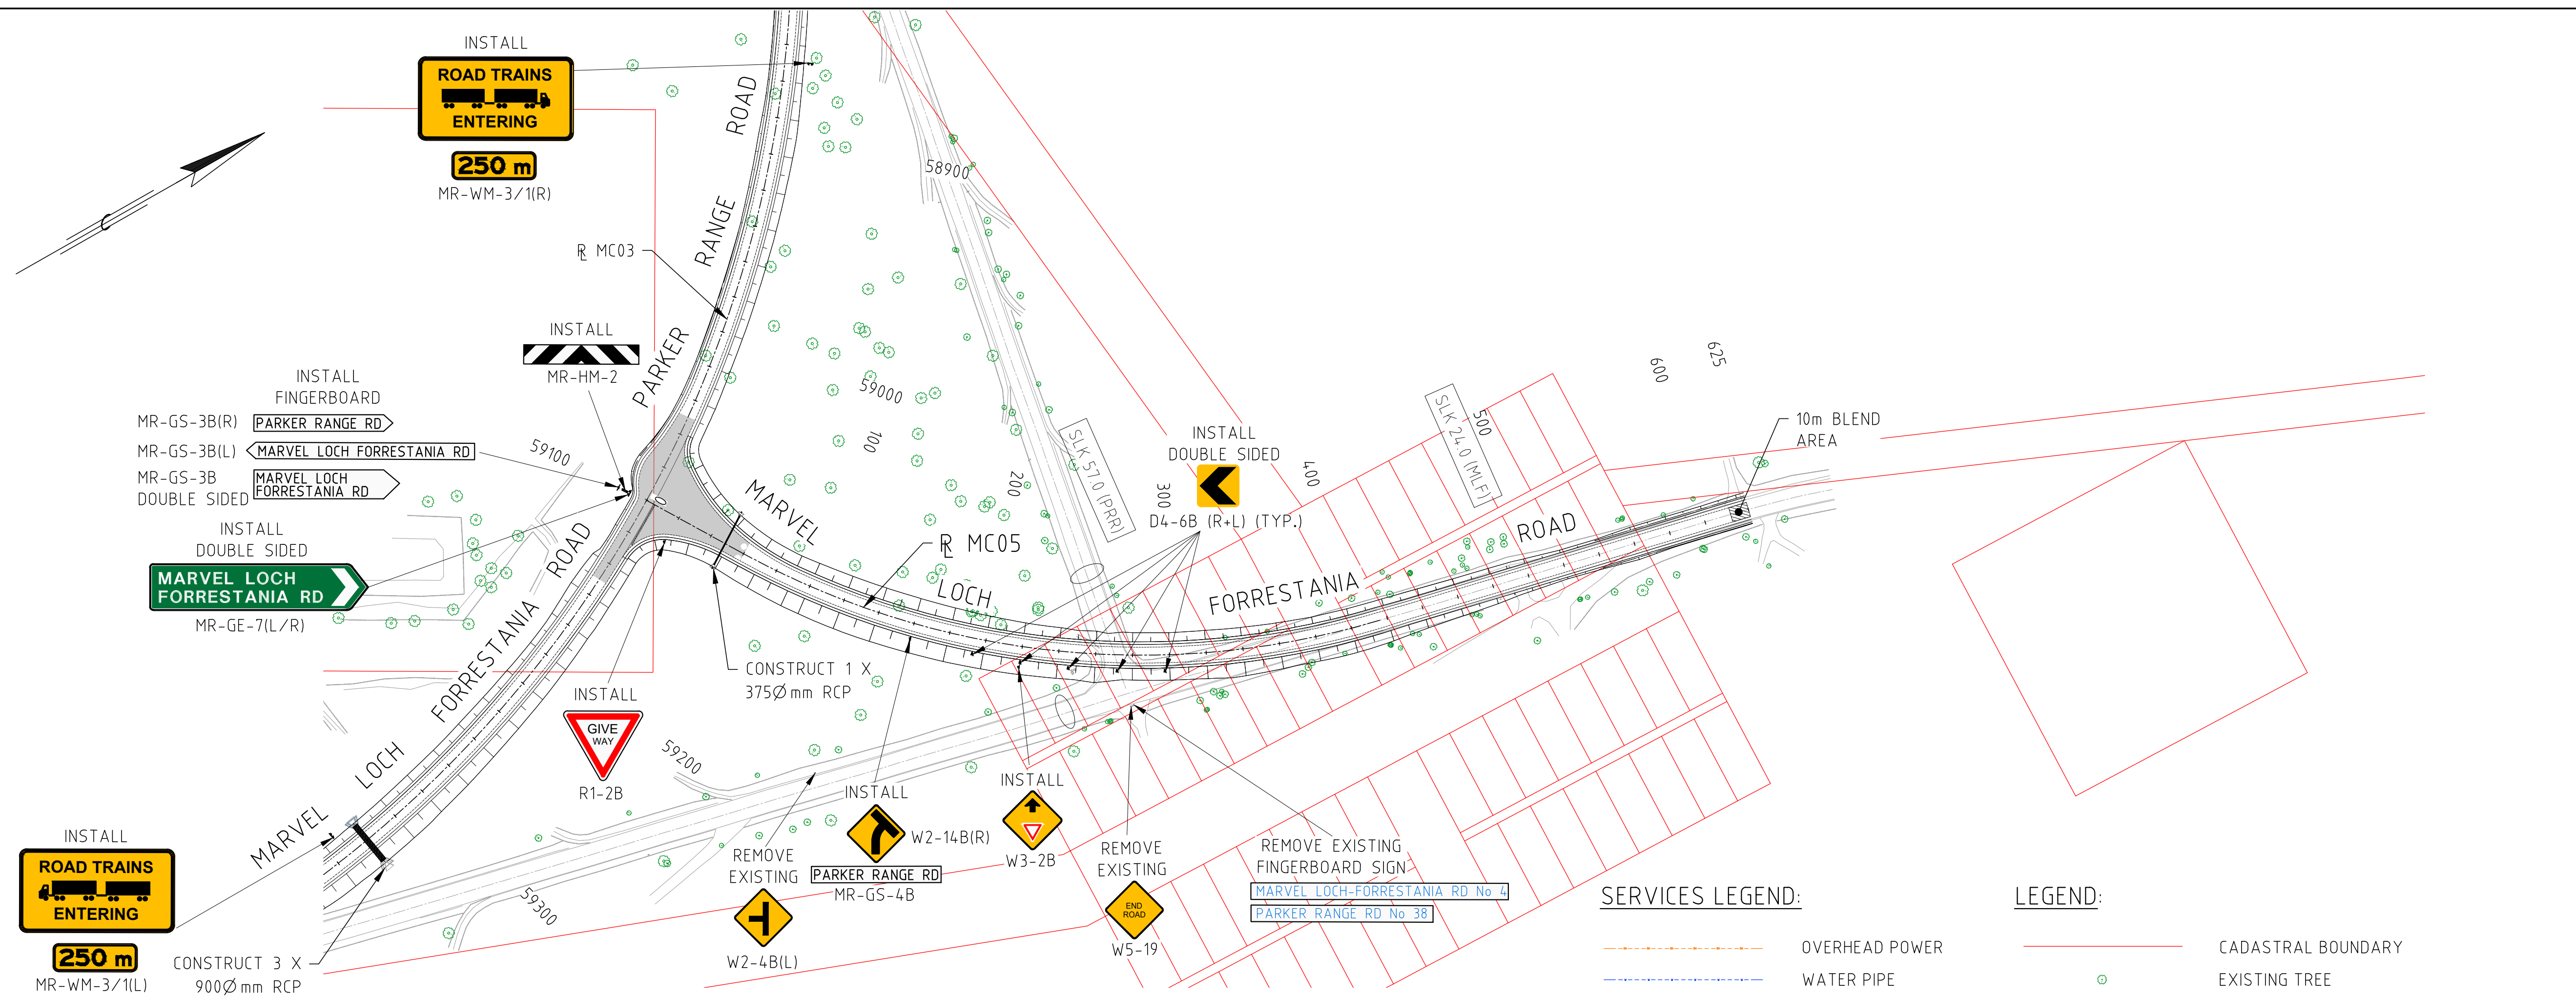 INSTALL
ROAD TRAINS
ENTERING
250 m
MR-WM-3/1(R)
PARKER RANGE ROAD
58900
℞ MC03
INSTALL
MR-HM-2
INSTALL
FINGERBOARD
MR-GS-3B(R)
PARKER RANGE RD
MR-GS-3B(L)
MARVEL LOCH FORRESTANIA RD
MR-GS-3B
DOUBLE SIDED
MARVEL LOCH
FORRESTANIA RD
59100
59000
100
0
INSTALL
DOUBLE SIDED
MARVEL LOCH
FORRESTANIA RD
MR-GE-7(L/R)
MARVEL LOCH FORRESTANIA ROAD
℞ MC05
200
SLK 57.0 (PRR)
300
INSTALL
DOUBLE SIDED
D4-6B (R+L) (TYP.)
400
SLK 24.0 (MLF)
500
600
625
10m BLEND
AREA
MARVEL LOCH FORRESTANIA ROAD
CONSTRUCT 1 X
375Ø mm RCP
INSTALL
GIVE
WAY
R1-2B
59200
59300
REMOVE
EXISTING
W2-4B(L)
INSTALL
W2-14B(R)
PARKER RANGE RD
MR-GS-4B
INSTALL
W3-2B
REMOVE
EXISTING
END
ROAD
W5-19
REMOVE EXISTING
FINGERBOARD SIGN
MARVEL LOCH-FORRESTANIA RD No 4
PARKER RANGE RD No 38
INSTALL
ROAD TRAINS
ENTERING
250 m
MR-WM-3/1(L)
CONSTRUCT 3 X
900Ø mm RCP
SERVICES LEGEND:
OVERHEAD POWER
WATER PIPE
LEGEND:
CADASTRAL BOUNDARY
EXISTING TREE